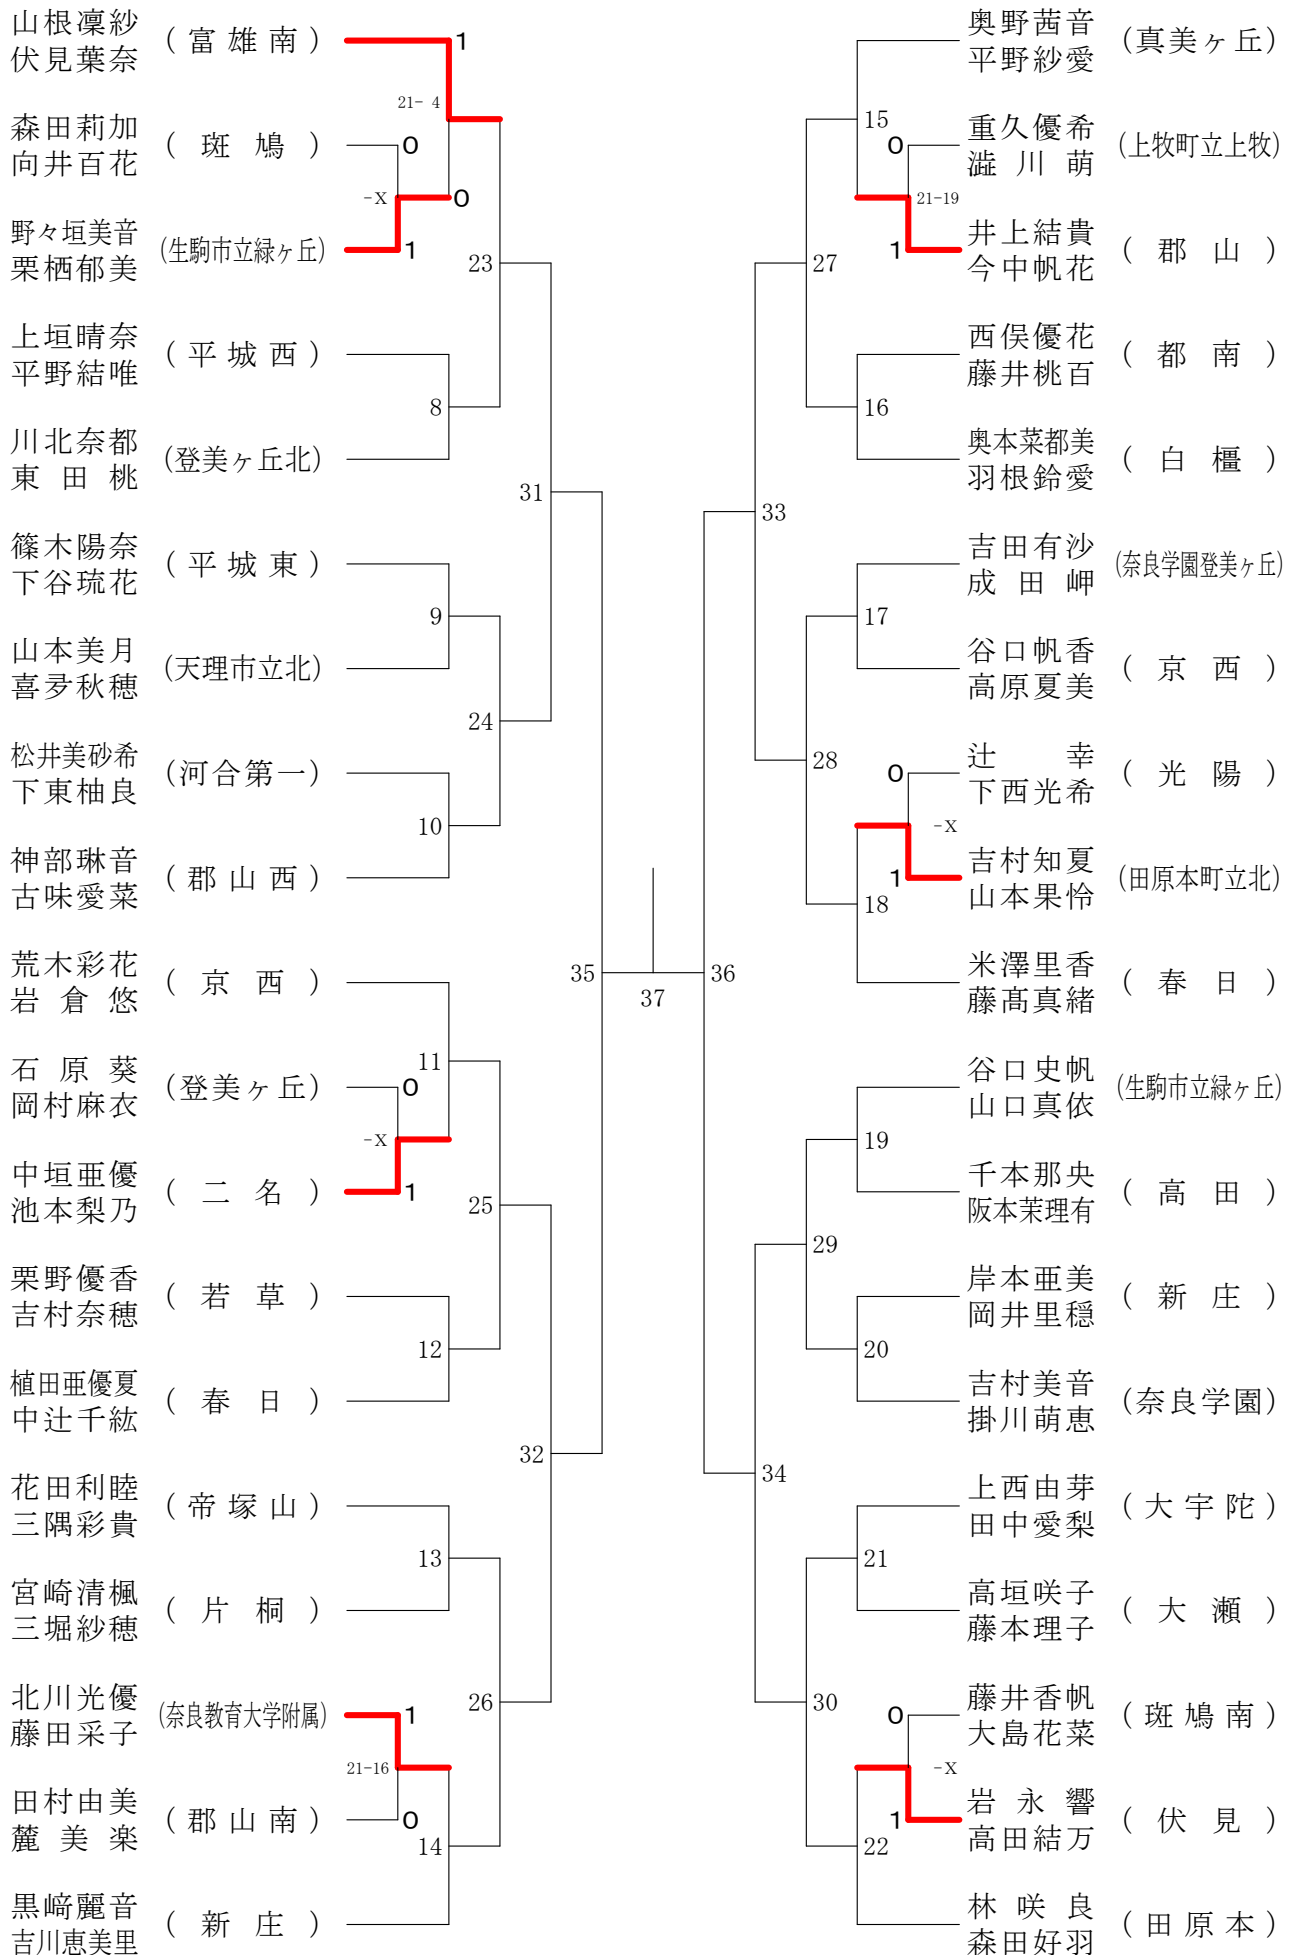 山根凜紗
伏見葉奈
(富雄南)
1
21- 4
森田莉加
向井百花
(斑鳩)
0
-X
0
野々垣美音
栗栖郁美
(生駒市立緑ヶ丘)
1
23
上垣晴奈
平野結唯
(平城西)
8
川北奈都
東田桃
(登美ヶ丘北)
31
篠木陽奈
下谷琉花
(平城東)
9
山本美月
喜夛秋穂
(天理市立北)
24
松井美砂希
下東柚良
(河合第一)
10
神部琳音
古味愛菜
(郡山西)
35
荒木彩花
岩倉悠
(京西)
11
石原葵
岡村麻衣
(登美ヶ丘)
0
-X
中垣亜優
池本梨乃
(二名)
1
25
栗野優香
吉村奈穂
(若草)
12
植田亜優夏
中辻千紘
(春日)
32
花田利睦
三隅彩貴
(帝塚山)
13
宮崎清楓
三堀紗穂
(片桐)
26
北川光優
藤田采子
(奈良教育大学附属)
1
21-16
田村由美
麓美楽
(郡山南)
0
14
黒﨑麗音
吉川恵美里
(新庄)
37
奥野茜音
平野紗愛
(真美ヶ丘)
15
重久優希
澁川萌
(上牧町立上牧)
0
21-19
井上結貴
今中帆花
(郡山)
1
27
西俣優花
藤井桃百
(都南)
16
奥本菜都美
羽根鈴愛
(白橿)
33
吉田有沙
成田岬
(奈良学園登美ヶ丘)
17
谷口帆香
高原夏美
(京西)
28
辻幸
下西光希
(光陽)
0
-X
吉村知夏
山本果怜
(田原本町立北)
1
18
米澤里香
藤髙真緒
(春日)
36
谷口史帆
山口真依
(生駒市立緑ヶ丘)
19
千本那央
阪本茉理有
(高田)
29
岸本亜美
岡井里穏
(新庄)
20
吉村美音
掛川萌恵
(奈良学園)
34
上西由芽
田中愛梨
(大宇陀)
21
高垣咲子
藤本理子
(大瀬)
30
藤井香帆
大島花菜
(斑鳩南)
0
-X
岩永響
高田結万
(伏見)
1
22
林咲良
森田好羽
(田原本)